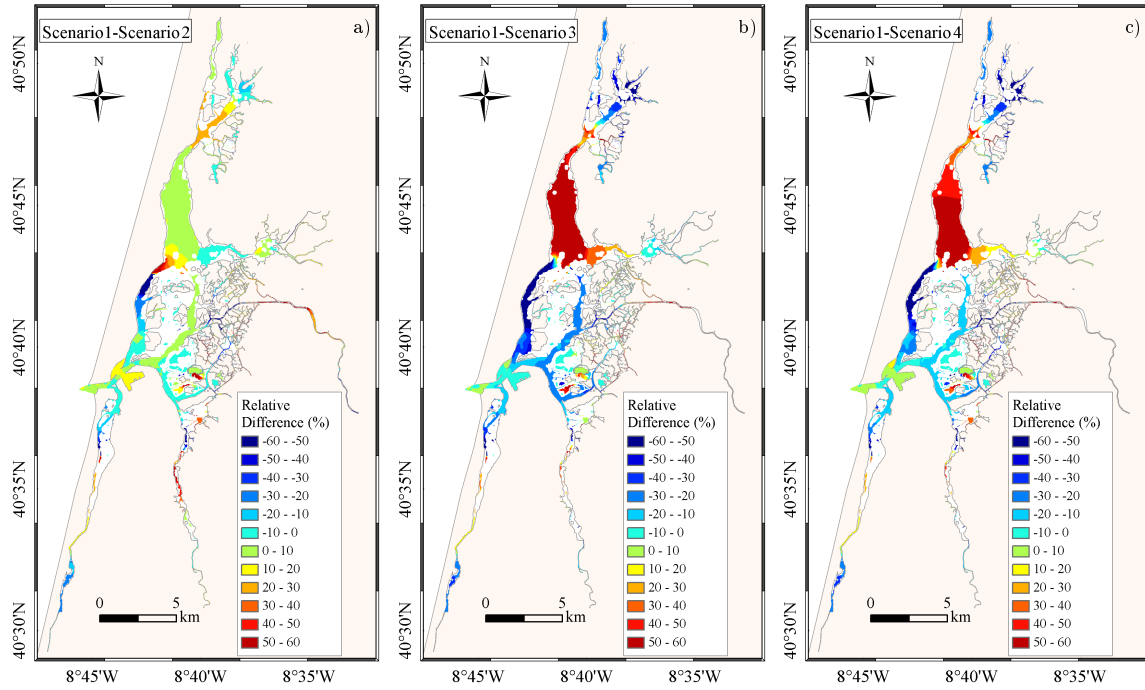 Scenario1-Scenario2
a)
N
40°50'N
40°45'N
40°40'N
40°35'N
40°30'N
Relative
Difference (%)
-60 - -50
-50 - -40
-40 - -30
-30 - -20
-20 - -10
-10 - 0
0 - 10
10 - 20
20 - 30
30 - 40
40 - 50
50 - 60
0
5
km
8°45'W
8°40'W
8°35'W
Scenario1-Scenario3
b)
N
40°50'N
40°45'N
40°40'N
40°35'N
40°30'N
Relative
Difference (%)
-60 - -50
-50 - -40
-40 - -30
-30 - -20
-20 - -10
-10 - 0
0 - 10
10 - 20
20 - 30
30 - 40
40 - 50
50 - 60
0
5
km
8°45'W
8°40'W
8°35'W
Scenario1-Scenario4
c)
N
40°50'N
40°45'N
40°40'N
40°35'N
40°30'N
Relative
Difference (%)
-60 - -50
-50 - -40
-40 - -30
-30 - -20
-20 - -10
-10 - 0
0 - 10
10 - 20
20 - 30
30 - 40
40 - 50
50 - 60
0
5
km
8°45'W
8°40'W
8°35'W